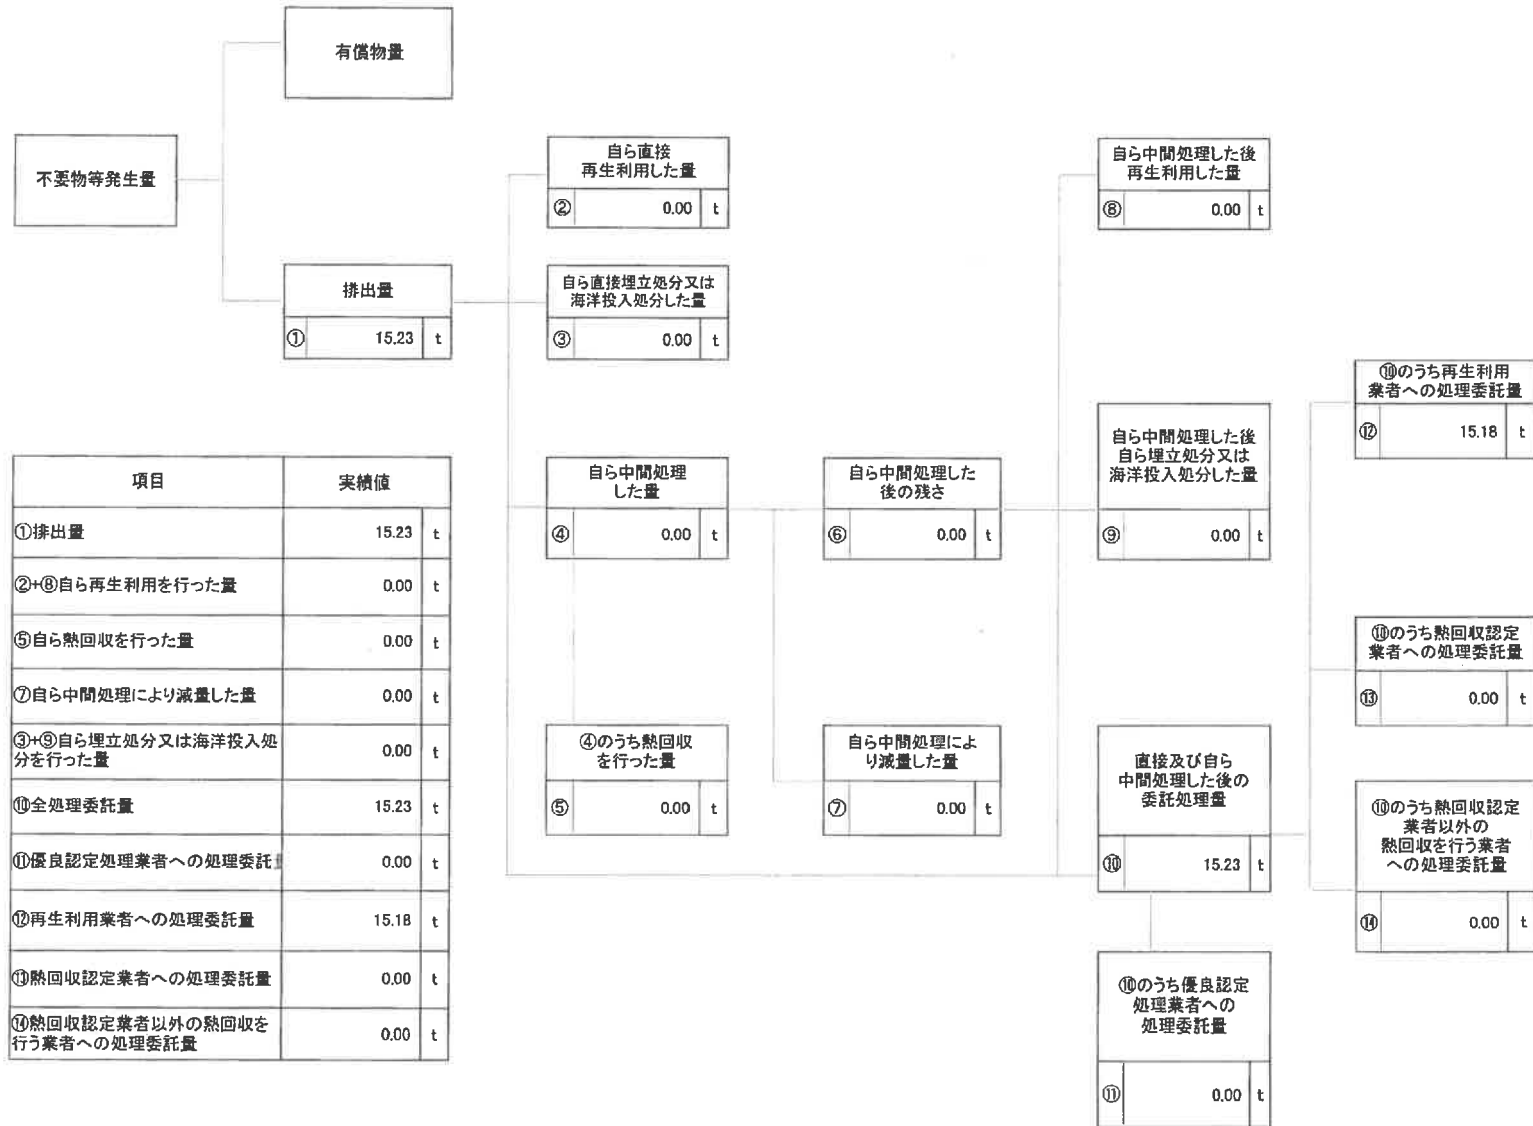 有償物量
不要物等発生量
排出量
① 15.23 t
自ら直接
再生利用した量
② 0.00 t
自ら直接埋立処分又は
海洋投入処分した量
③ 0.00 t
自ら中間処理
した量
④ 0.00 t
④のうち熱回収
を行った量
⑤ 0.00 t
自ら中間処理した
後の残さ
⑥ 0.00 t
自ら中間処理によ
り減量した量
⑦ 0.00 t
自ら中間処理した後
再生利用した量
⑧ 0.00 t
自ら中間処理した後
自ら埋立処分又は
海洋投入処分した量
⑨ 0.00 t
直接及び自ら
中間処理した後の
委託処理量
⑩ 15.23 t
⑩のうち優良認定
処理業者への
処理委託量
⑪ 0.00 t
⑩のうち再生利用
業者への処理委託量
⑫ 15.18 t
⑩のうち熱回収認定
業者への処理委託量
⑬ 0.00 t
⑩のうち熱回収認定
業者以外の
熱回収を行う業者
への処理委託量
⑭ 0.00 t
項目 実績値
①排出量 15.23 t
②+⑧自ら再生利用を行った量 0.00 t
⑤自ら熱回収を行った量 0.00 t
⑦自ら中間処理により減量した量 0.00 t
③+⑨自ら埋立処分又は海洋投入処
分を行った量 0.00 t
⑩全処理委託量 15.23 t
⑪優良認定処理業者への処理委託量 0.00 t
⑫再生利用業者への処理委託量 15.18 t
⑬熱回収認定業者への処理委託量 0.00 t
⑭熱回収認定業者以外の熱回収を
行う業者への処理委託量 0.00 t